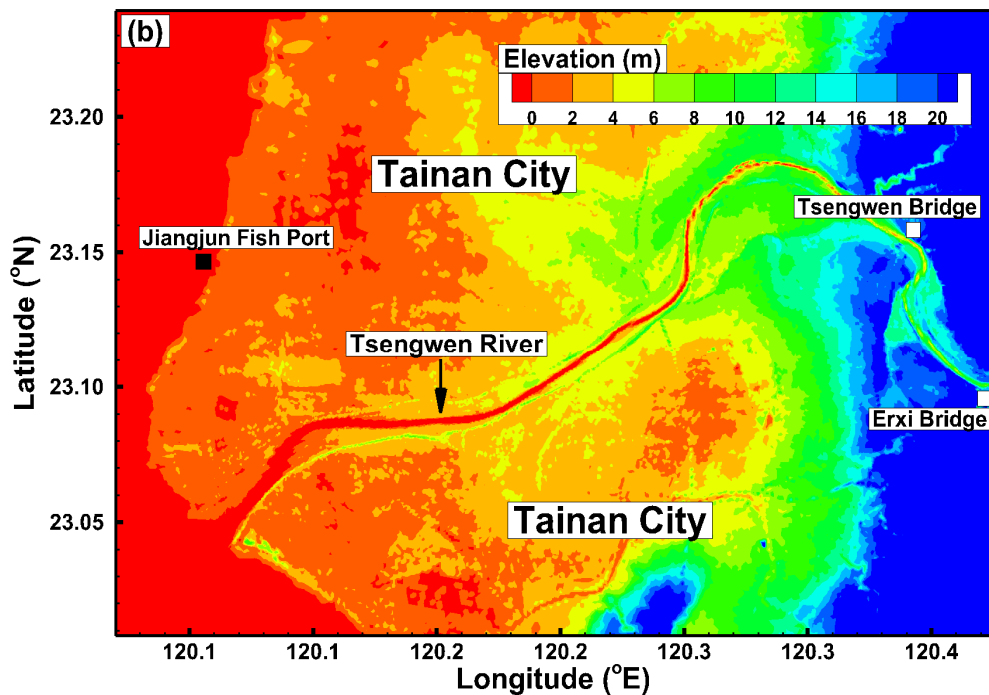 (b)
Elevation (m)
0 2 4 6 8 10 12 14 16 18 20
23.20
Tainan City
Tsengwen Bridge
Jiangjun Fish Port
23.15
Latitude (°N)
Tsengwen River
23.10
Erxi Bridge
Tainan City
23.05
120.1 120.1 120.2 120.2 120.3 120.3 120.4
Longitude (°E)